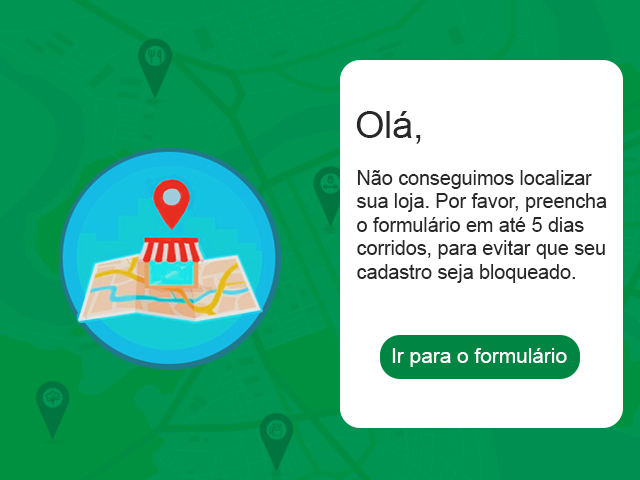 Olá,
Não conseguimos localizar
sua loja. Por favor, preencha
o formulário em até 5 dias
corridos, para evitar que seu
cadastro seja bloqueado.
Ir para o formulário